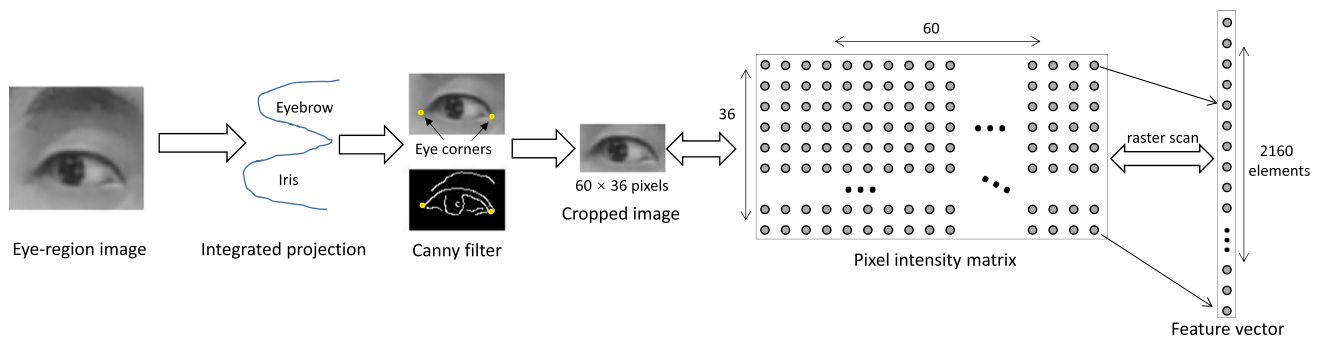 Eyebrow
Iris
Eye corners
60 × 36 pixels
Cropped image
60
36
raster scan
2160
elements
Eye-region image
Integrated projection
Canny filter
Pixel intensity matrix
Feature vector